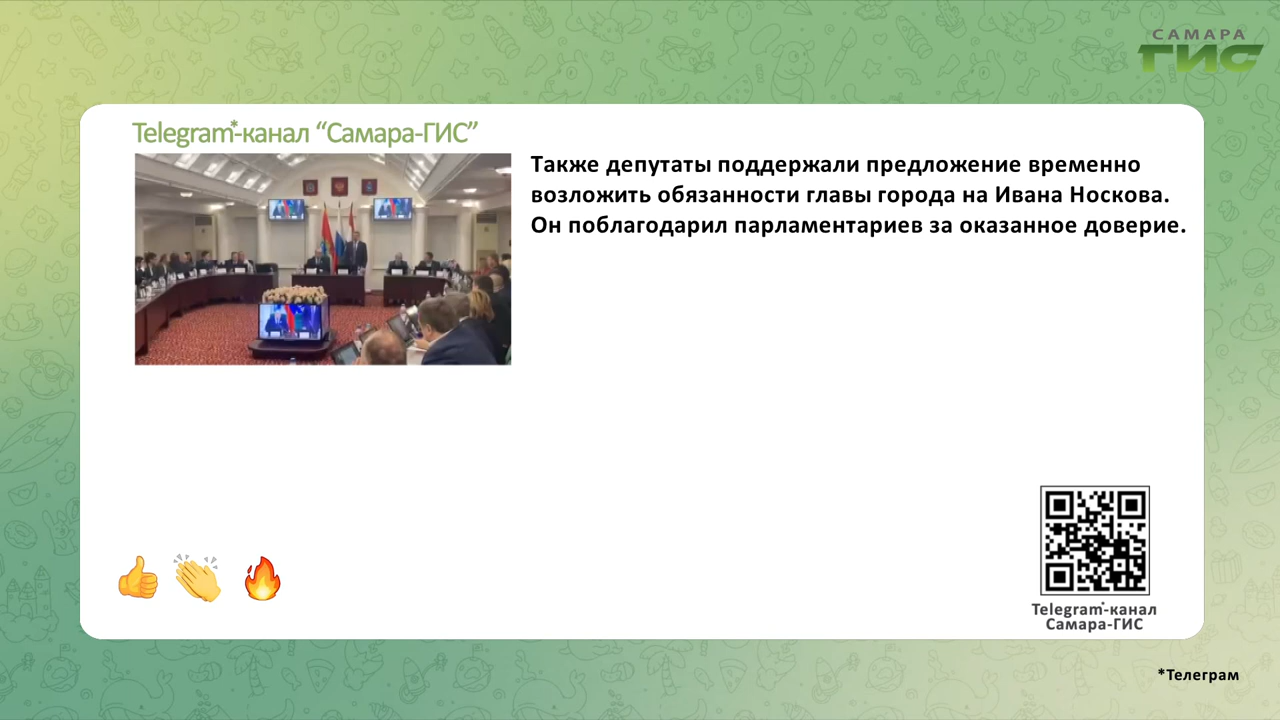 САМАРА
ГИС
Telegram*-канал “Самара-ГИС”
Также депутаты поддержали предложение временно
возложить обязанности главы города на Ивана Носкова.
Он поблагодарил парламентариев за оказанное доверие.
Telegram*-канал
Самара-ГИС
*Телеграм